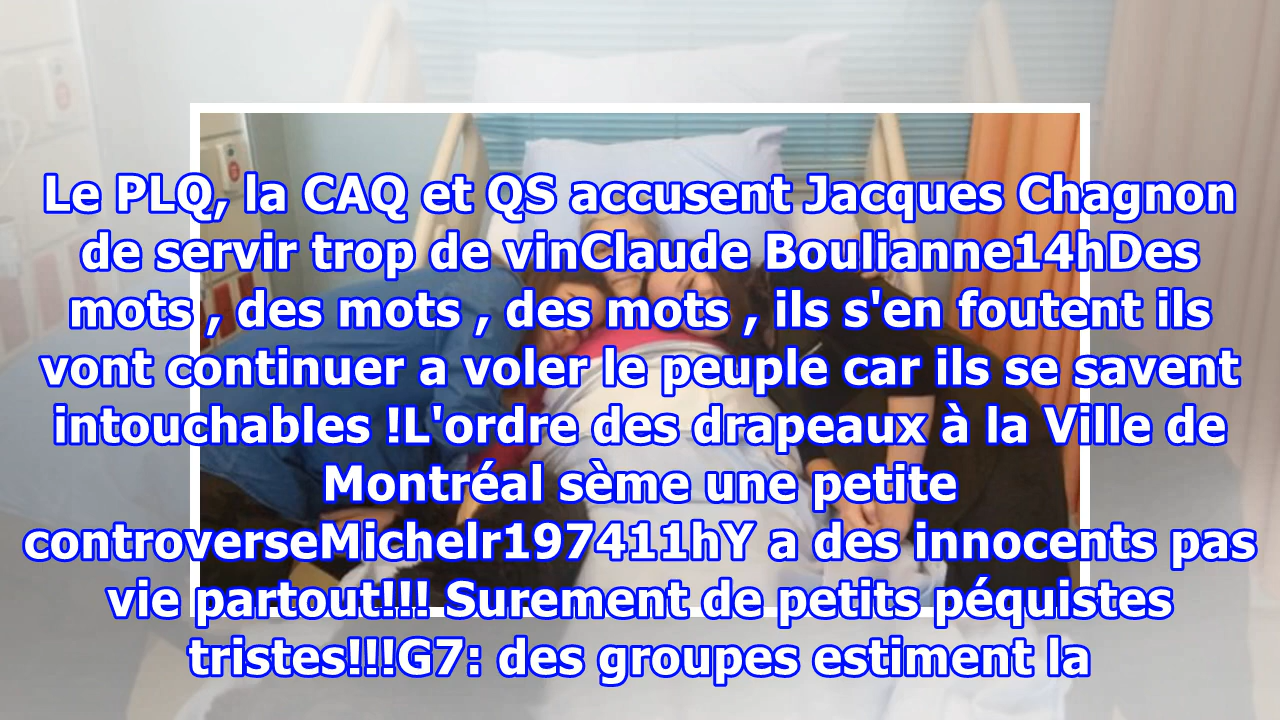 Le PLQ, la CAQ et QS accusent Jacques Chagnon
de servir trop de vinClaude Boulianne14hDes
mots , des mots , des mots , ils s'en foutent ils
vont continuer a voler le peuple car ils se savent
intouchables !L'ordre des drapeaux à la Ville de
Montréal sème une petite
controverseMichelr197411hY a des innocents pas
vie partout!!! Surement de petits péquistes
tristes!!!G7: des groupes estiment la